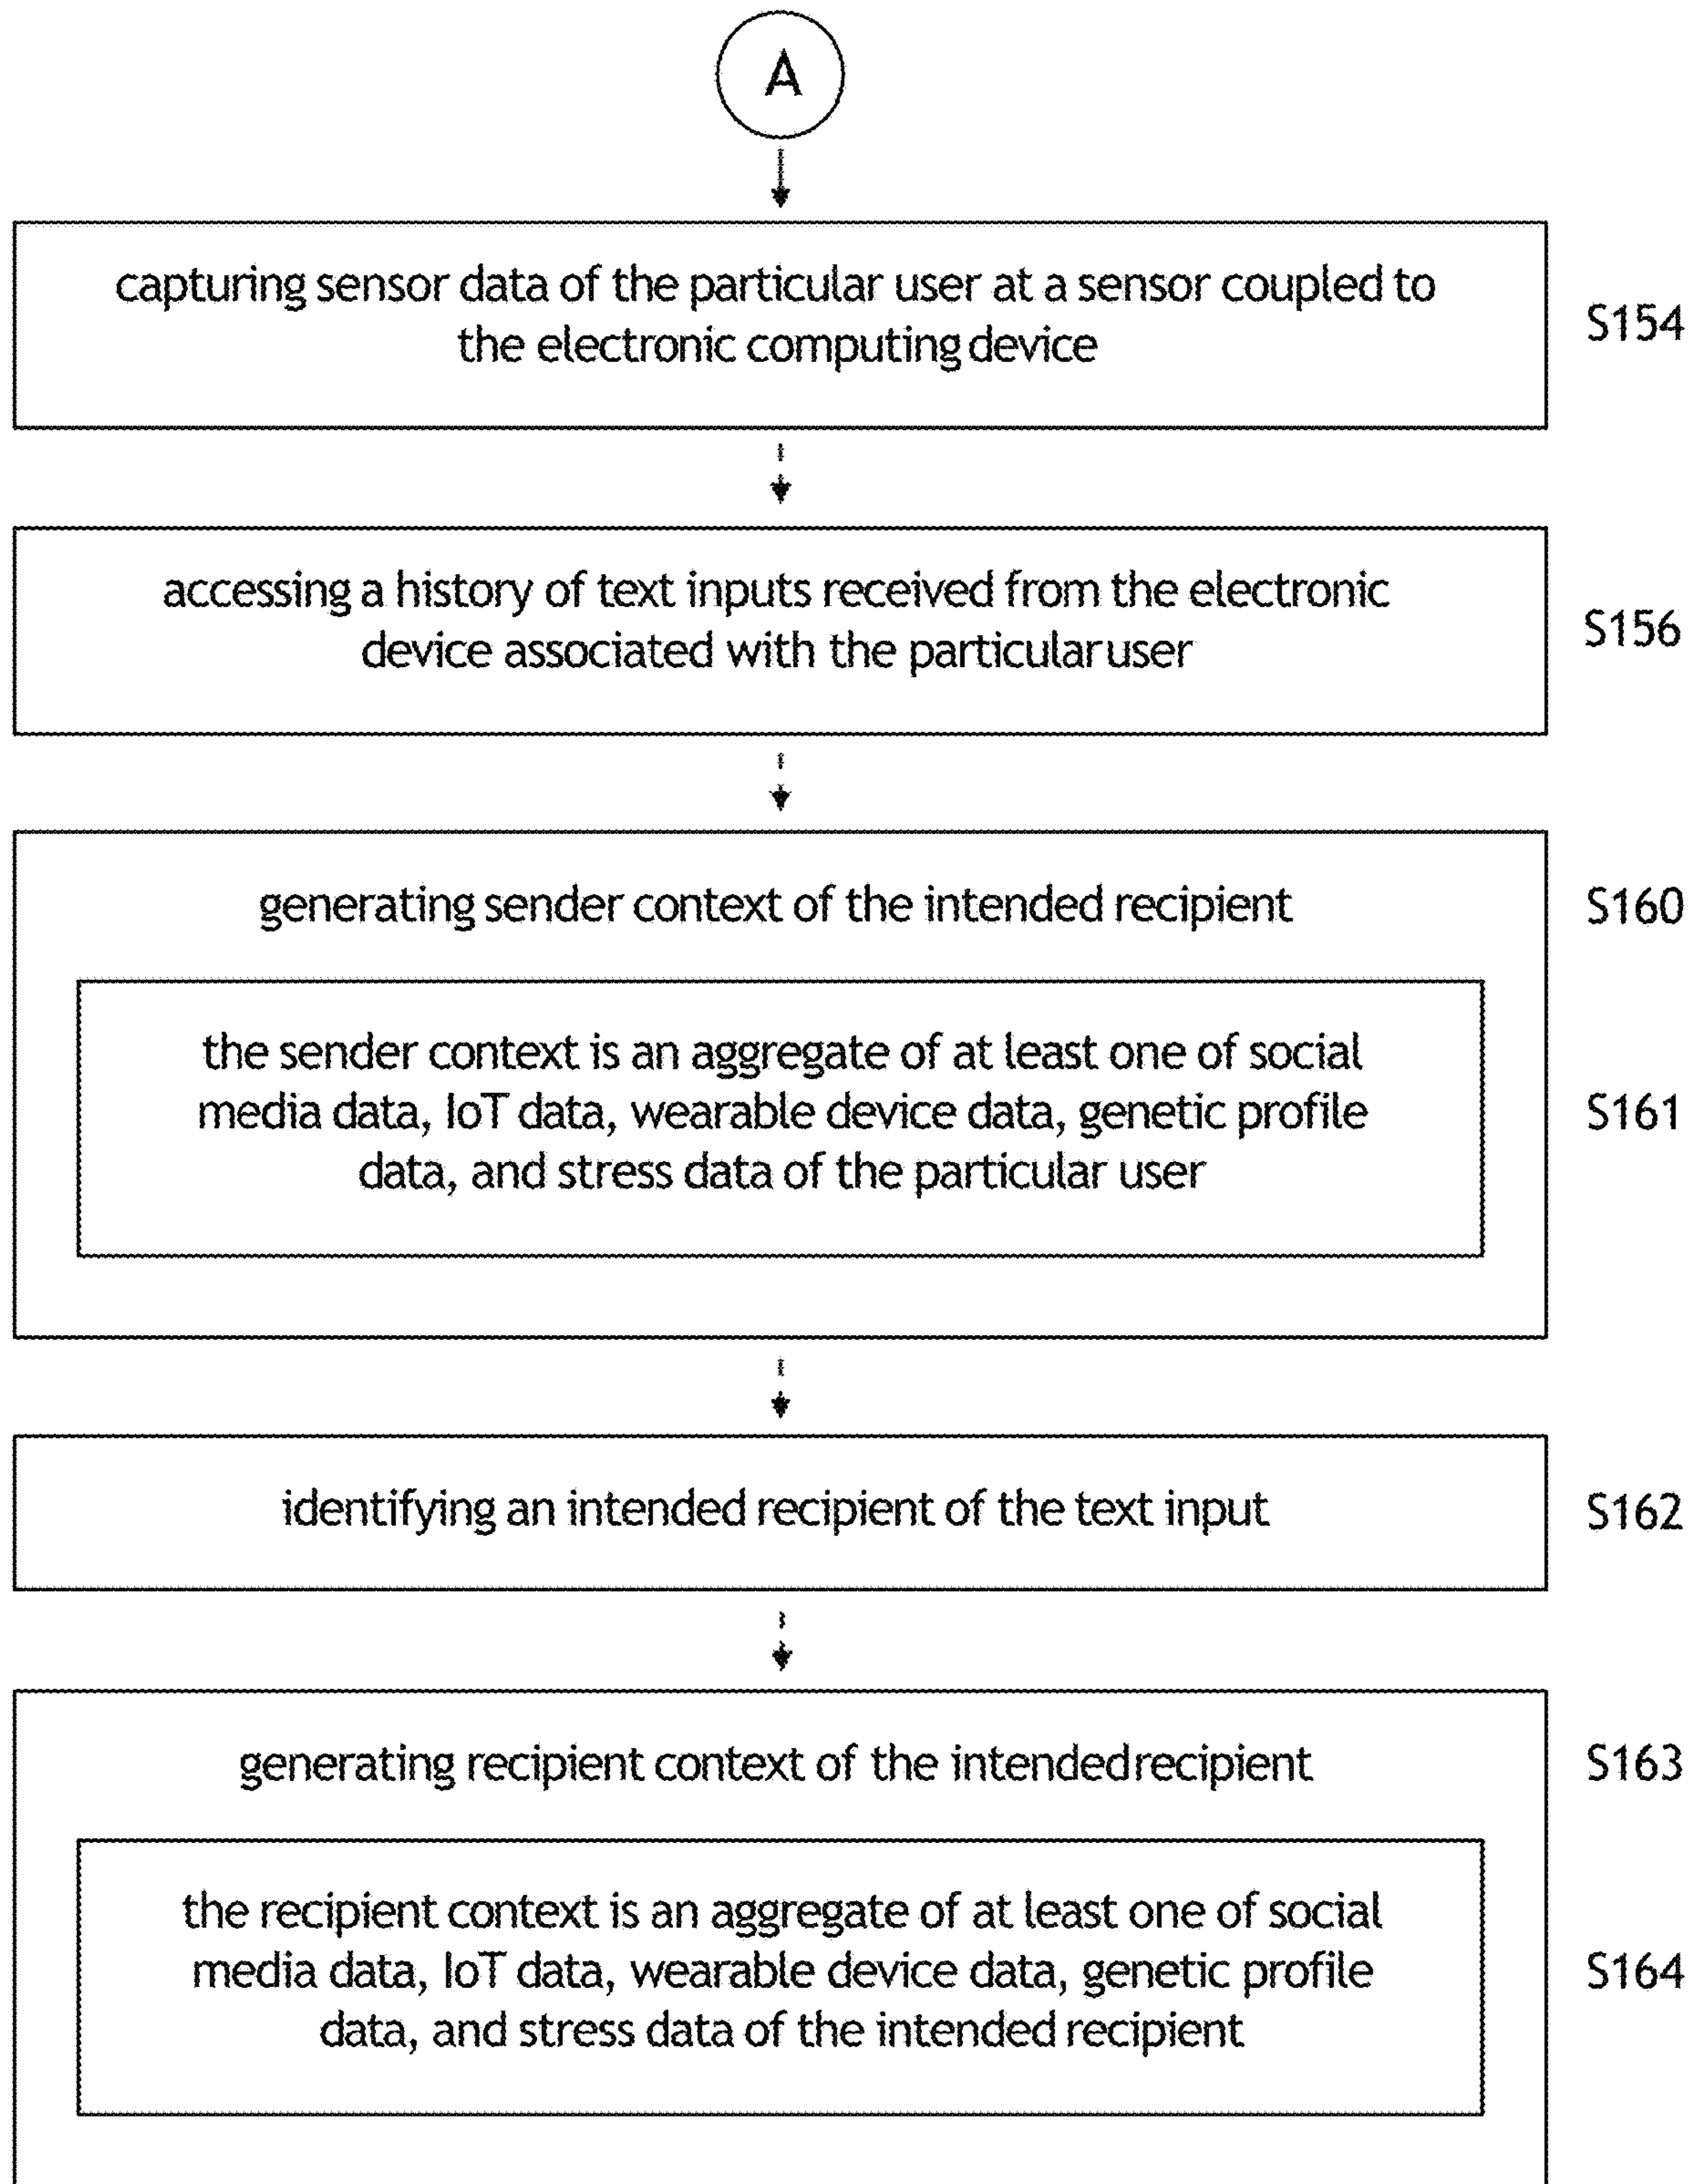 A
capturing sensor data of the particular user at a sensor coupled to
the electronic computing device
S154
accessing a history of text inputs received from the electronic
device associated with the particular user
S156
generating sender context of the intended recipient
S160
the sender context is an aggregate of at least one of social
media data, IoT data, wearable device data, genetic profile
data, and stress data of the particular user
S161
identifying an intended recipient of the text input
S162
generating recipient context of the intended recipient
S163
the recipient context is an aggregate of at least one of social
media data, IoT data, wearable device data, genetic profile
data, and stress data of the intended recipient
S164